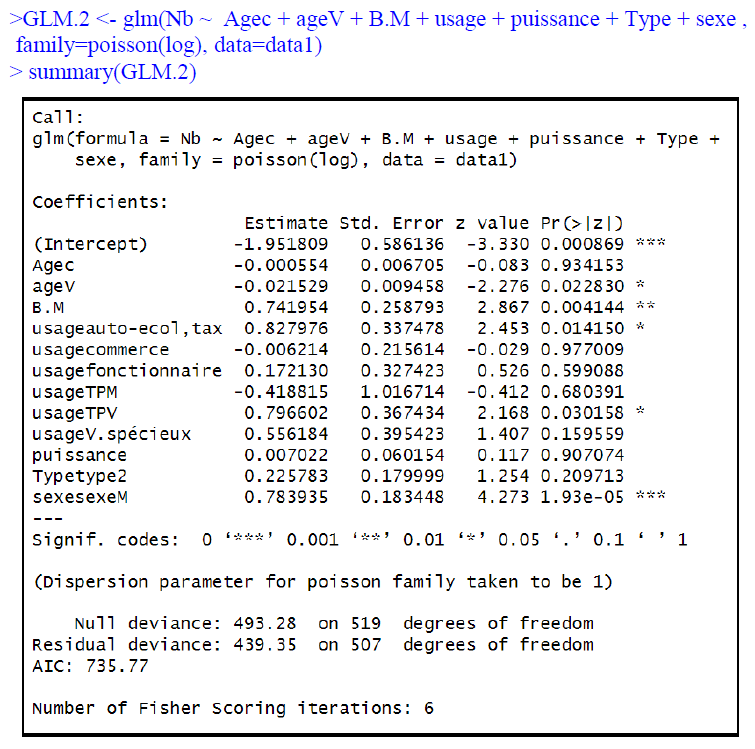 >GLM.2 <- glm(Nb ~ Agec + ageV + B.M + usage + puissance + Type + sexe ,
family=poisson(log), data=data1)
> summary(GLM.2)
Call:
glm(formula = Nb ~ Agec + ageV + B.M + usage + puissance + Type +
    sexe, family = poisson(log), data = data1)
Coefficients:
                    Estimate Std. Error z value Pr(>|z|)
(Intercept)        -1.951809   0.586136  -3.330 0.000869 ***
Agec               -0.000554   0.006705  -0.083 0.934153
ageV               -0.021529   0.009458  -2.276 0.022830 *
B.M                 0.741954   0.258793   2.867 0.004144 **
usageauto-ecol,tax  0.827976   0.337478   2.453 0.014150 *
usagecommerce      -0.006214   0.215614  -0.029 0.977009
usagefonctionnaire  0.172130   0.327423   0.526 0.599088
usageTPM           -0.418815   1.016714  -0.412 0.680391
usageTPV            0.796602   0.367434   2.168 0.030158 *
usageV.spécieux     0.556184   0.395423   1.407 0.159559
puissance           0.007022   0.060154   0.117 0.907074
Typetype2           0.225783   0.179999   1.254 0.209713
sexesexeM           0.783935   0.183448   4.273 1.93e-05 ***
---
Signif. codes:  0 ‘***’ 0.001 ‘**’ 0.01 ‘*’ 0.05 ‘.’ 0.1 ‘ ’ 1
(Dispersion parameter for poisson family taken to be 1)
    Null deviance: 493.28  on 519  degrees of freedom
Residual deviance: 439.35  on 507  degrees of freedom
AIC: 735.77
Number of Fisher Scoring iterations: 6